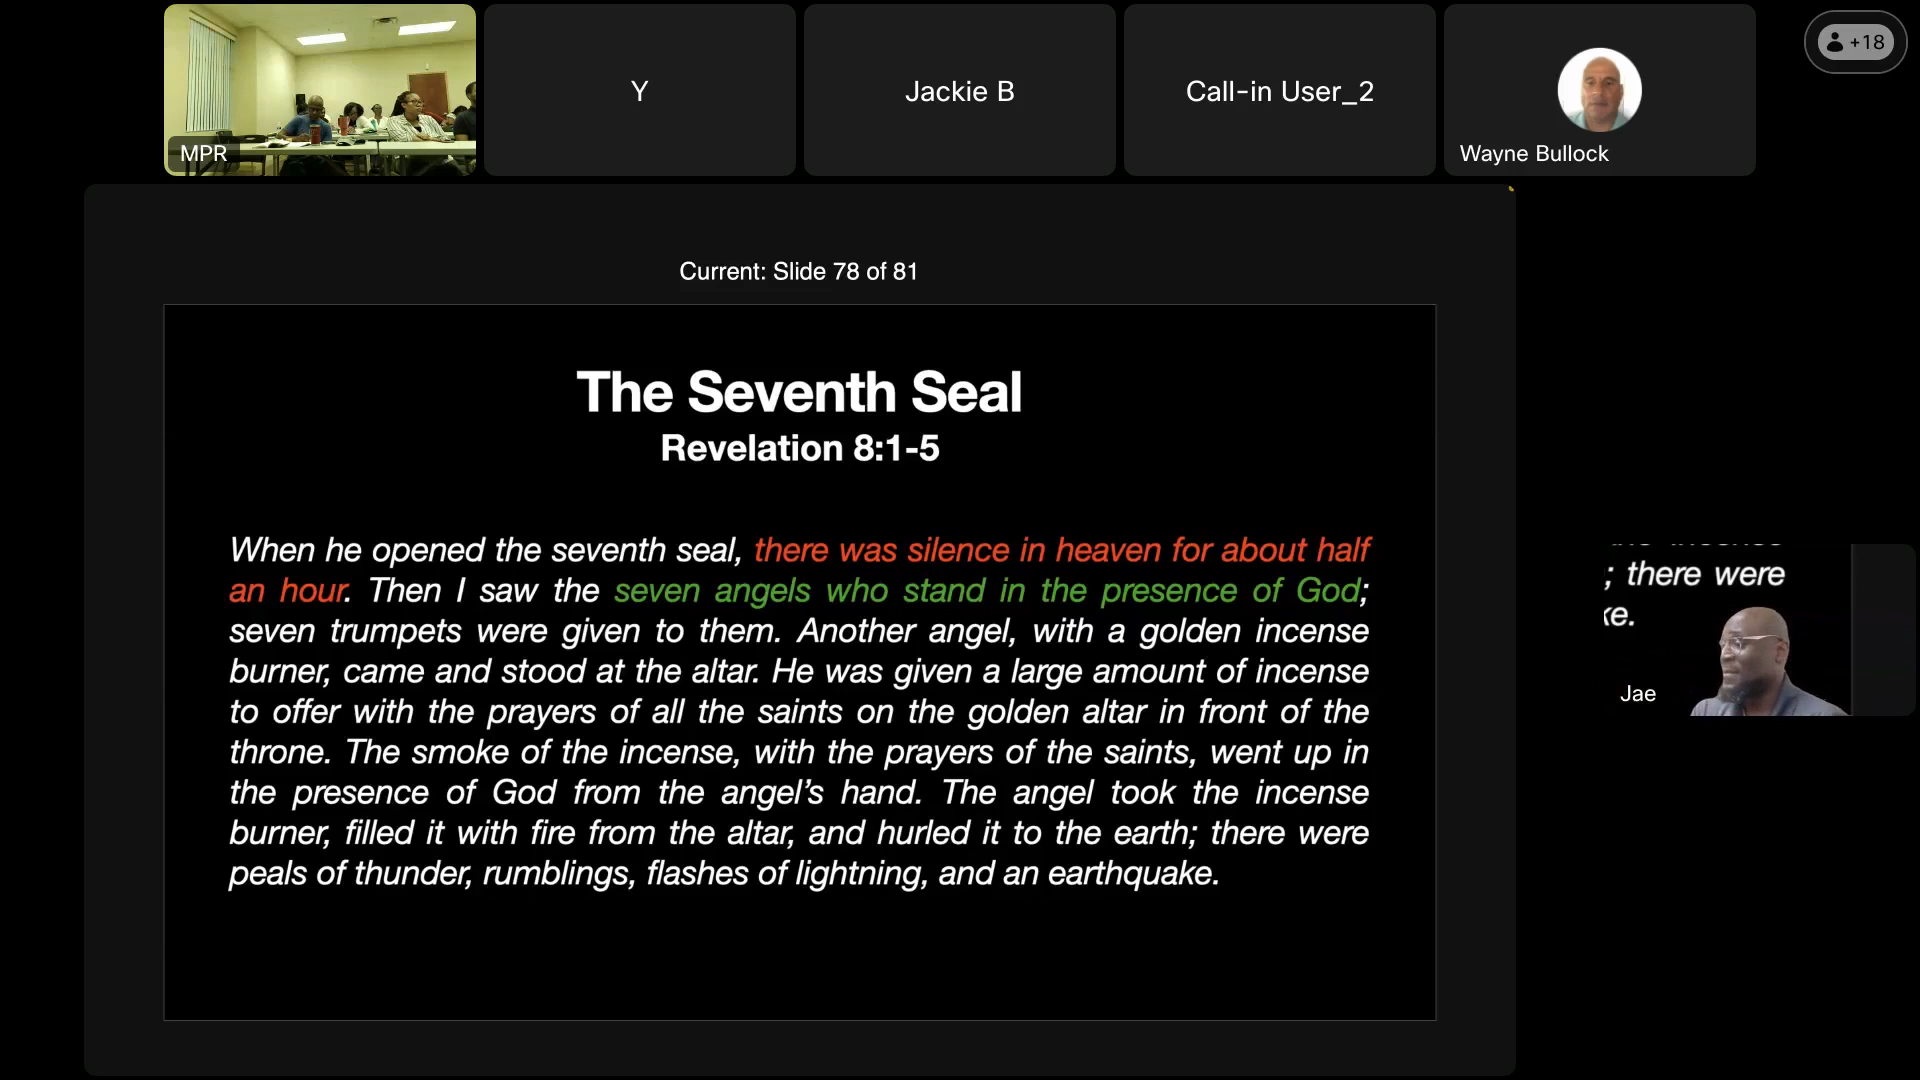 MPR
Y
Jackie B
Call-in User_2
Wayne Bullock
+18
Current: Slide 78 of 81
The Seventh Seal
Revelation 8:1-5
When he opened the seventh seal, there was silence in heaven for about half
an hour. Then I saw the seven angels who stand in the presence of God;
seven trumpets were given to them. Another angel, with a golden incense
burner, came and stood at the altar. He was given a large amount of incense
to offer with the prayers of all the saints on the golden altar in front of the
throne. The smoke of the incense, with the prayers of the saints, went up in
the presence of God from the angel’s hand. The angel took the incense
burner, filled it with fire from the altar, and hurled it to the earth; there were
peals of thunder, rumblings, flashes of lightning, and an earthquake.
; there were
ke.
Jae